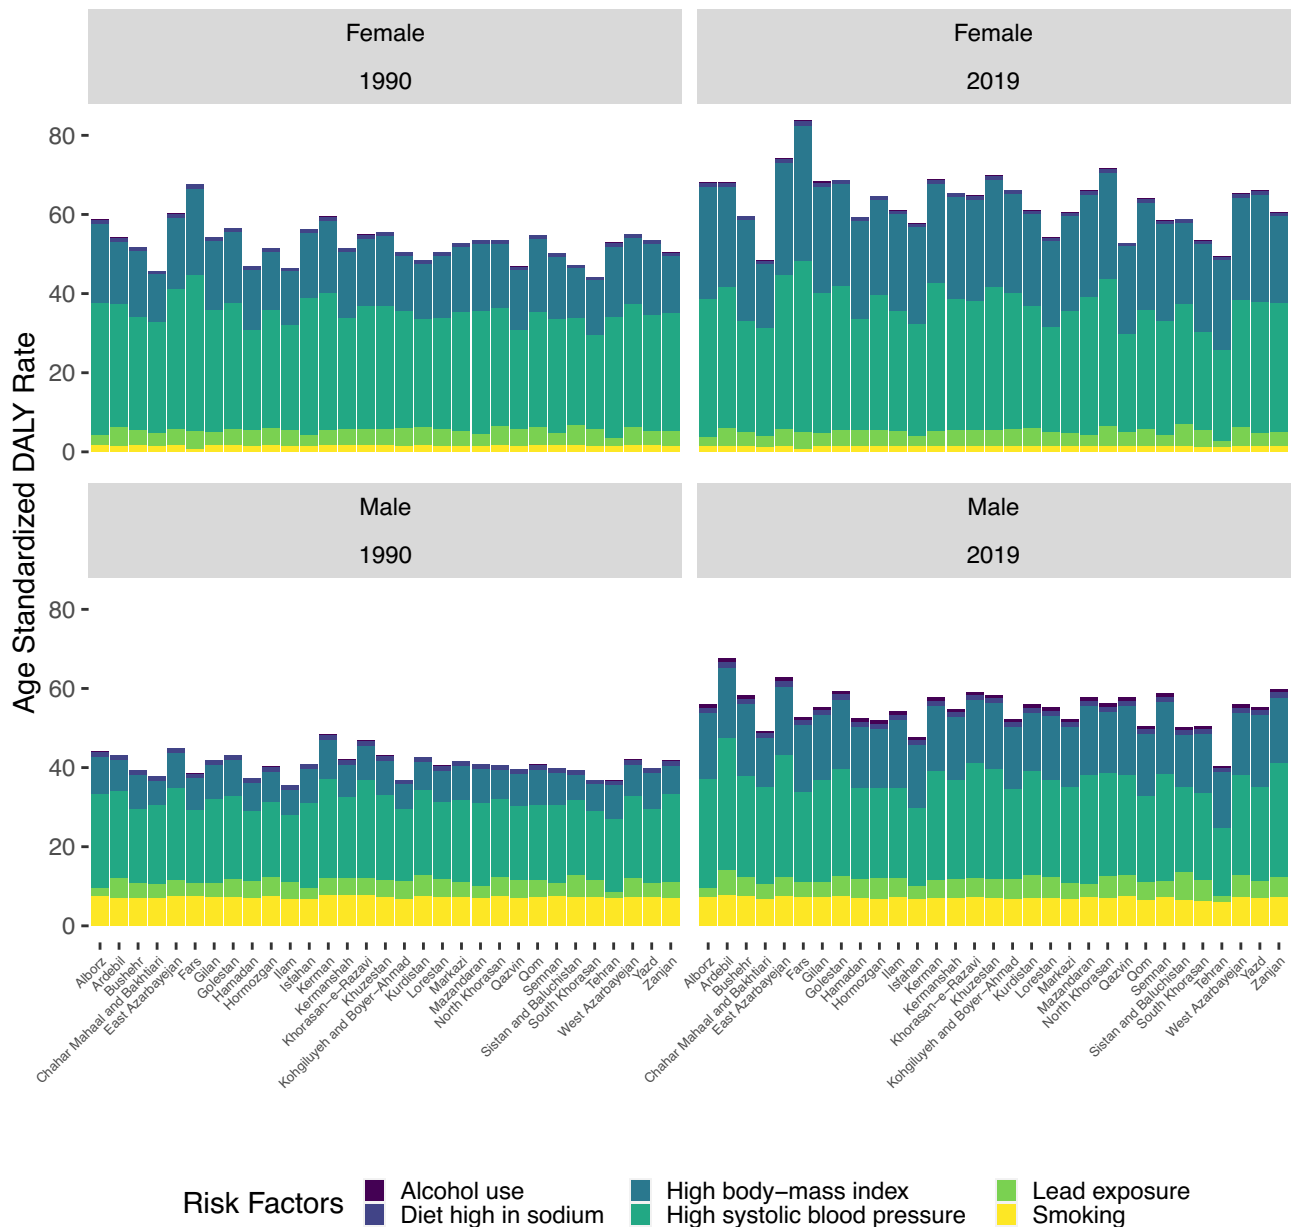 Female
1990
Female
2019
80
60
40
20
0
Male
1990
Male
2019
80
60
40
20
0
Age Standardized DALY Rate
Alborz
Ardebil
Bushehr
Chahar Mahaal and Bakhtiari
East Azarbayejan
Fars
Gilan
Golestan
Hamadan
Hormozgan
Ilam
Isfahan
Kerman
Kermanshah
Khorasan−e−Razavi
Khuzestan
Kohgiluyeh and Boyer−Ahmad
Kurdistan
Lorestan
Markazi
Mazandaran
North Khorasan
Qazvin
Qom
Semnan
Sistan and Baluchistan
South Khorasan
Tehran
West Azarbayejan
Yazd
Zanjan
Alborz
Ardebil
Bushehr
Chahar Mahaal and Bakhtiari
East Azarbayejan
Fars
Gilan
Golestan
Hamadan
Hormozgan
Ilam
Isfahan
Kerman
Kermanshah
Khorasan−e−Razavi
Khuzestan
Kohgiluyeh and Boyer−Ahmad
Kurdistan
Lorestan
Markazi
Mazandaran
North Khorasan
Qazvin
Qom
Semnan
Sistan and Baluchistan
South Khorasan
Tehran
West Azarbayejan
Yazd
Zanjan
Risk Factors
Alcohol use
Diet high in sodium
High body−mass index
High systolic blood pressure
Lead exposure
Smoking